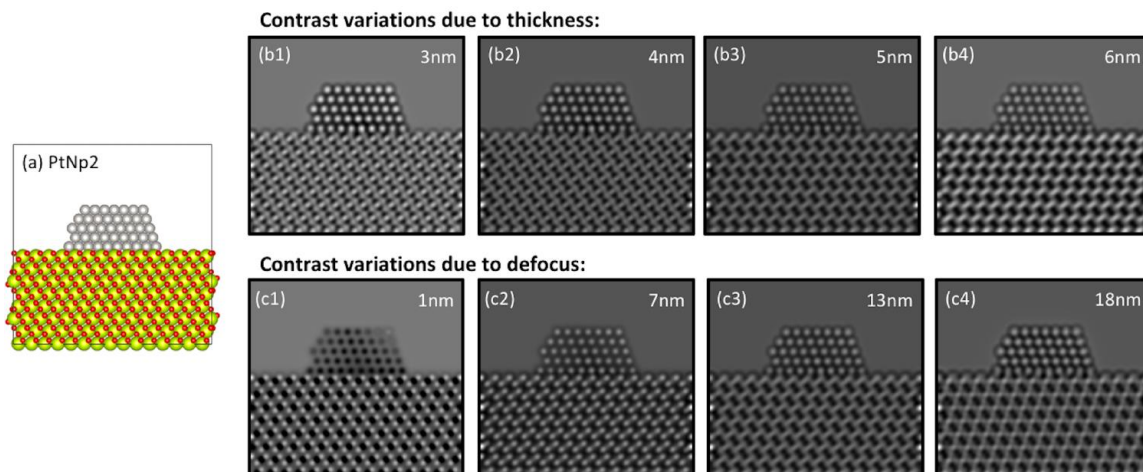 Contrast variations due to thickness:
(b1) 3nm
(b2) 4nm
(b3) 5nm
(b4) 6nm
(a) PtNp2
Contrast variations due to defocus:
(c1) 1nm
(c2) 7nm
(c3) 13nm
(c4) 18nm